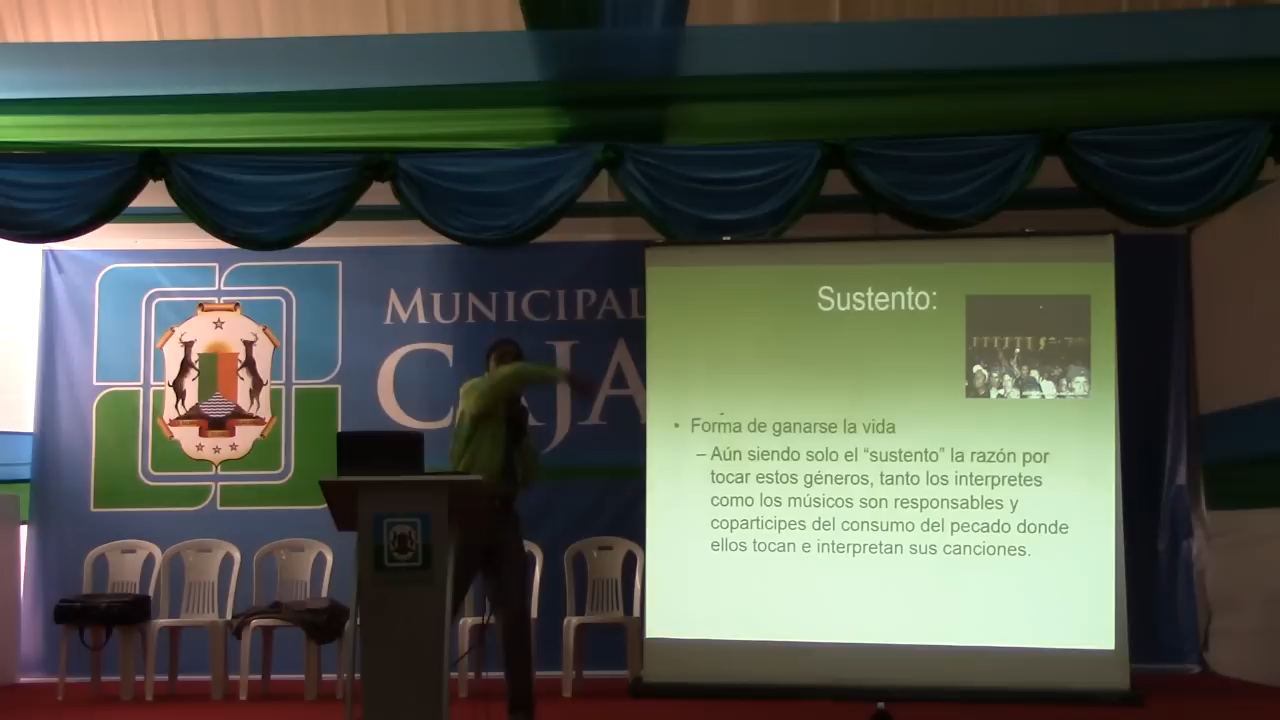 MUNICIPAL
CAJA
Sustento:
• Forma de ganarse la vida
– Aún siendo solo el “sustento” la razón por
tocar estos géneros, tanto los interpretes
como los músicos son responsables y
coparticipes del consumo del pecado donde
ellos tocan e interpretan sus canciones.